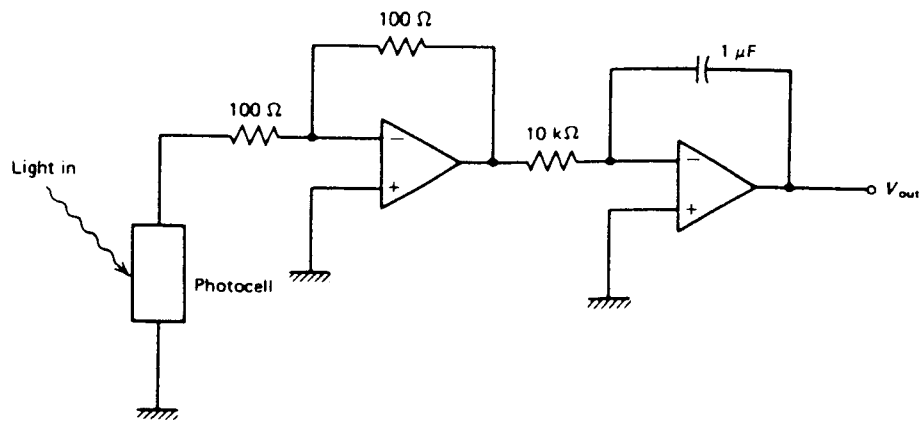 100 Ω
1 μF
100 Ω
10 kΩ
−
+
−
+
Light in
V_out
Photocell